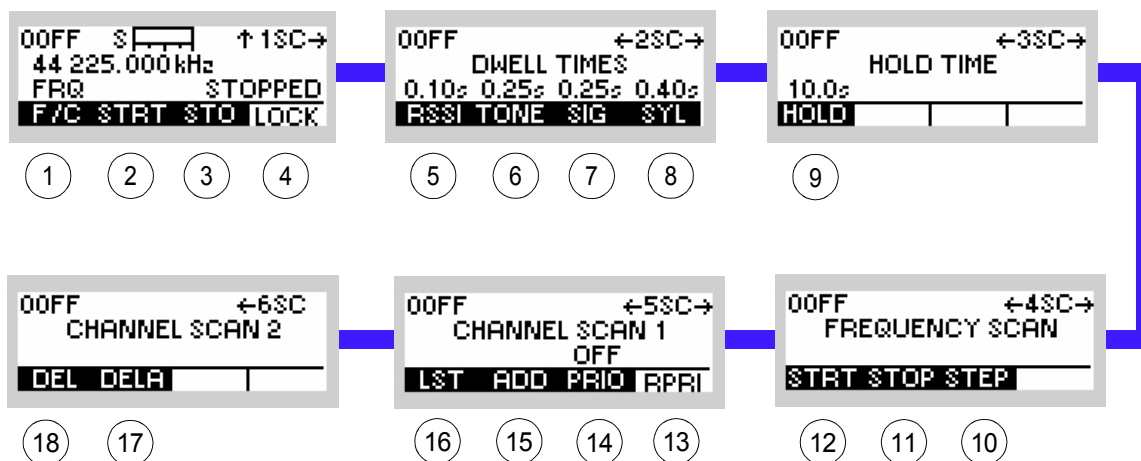 00FF S ↑ 1SC→
44 225.000 kHz
FRQ STOPPED
F/C STRT STO LOCK
1 2 3 4
00FF ←2SC→
DWELL TIMES
0.10s 0.25s 0.25s 0.40s
RSSI TONE SIG SYL
5 6 7 8
00FF ←3SC→
HOLD TIME
10.0s
HOLD
9
00FF ←6SC
CHANNEL SCAN 2
DEL DELA
18 17
00FF ←5SC→
CHANNEL SCAN 1
OFF
LST ADD PRIO RPRI
16 15 14 13
00FF ←4SC→
FREQUENCY SCAN
STRT STOP STEP
12 11 10